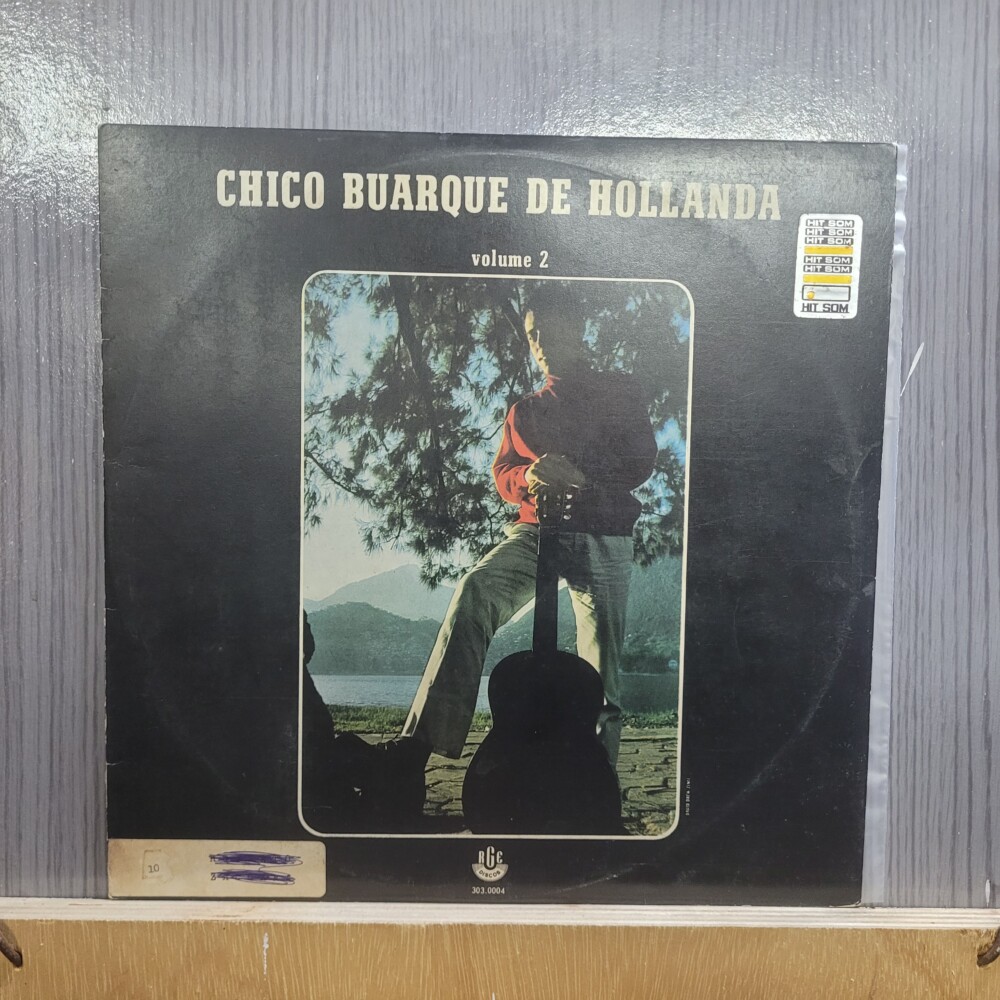 CHICO BUARQUE DE HOLLANDA
volume 2
HIT SOM
HIT SOM
HIT SOM
HIT SOM
HIT SOM
HIT SOM
10
RGE
DISCOS
303.0004